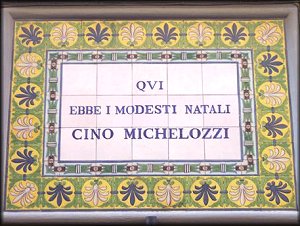 QVI
EBBE I MODESTI NATALI
CINO MICHELOZZI